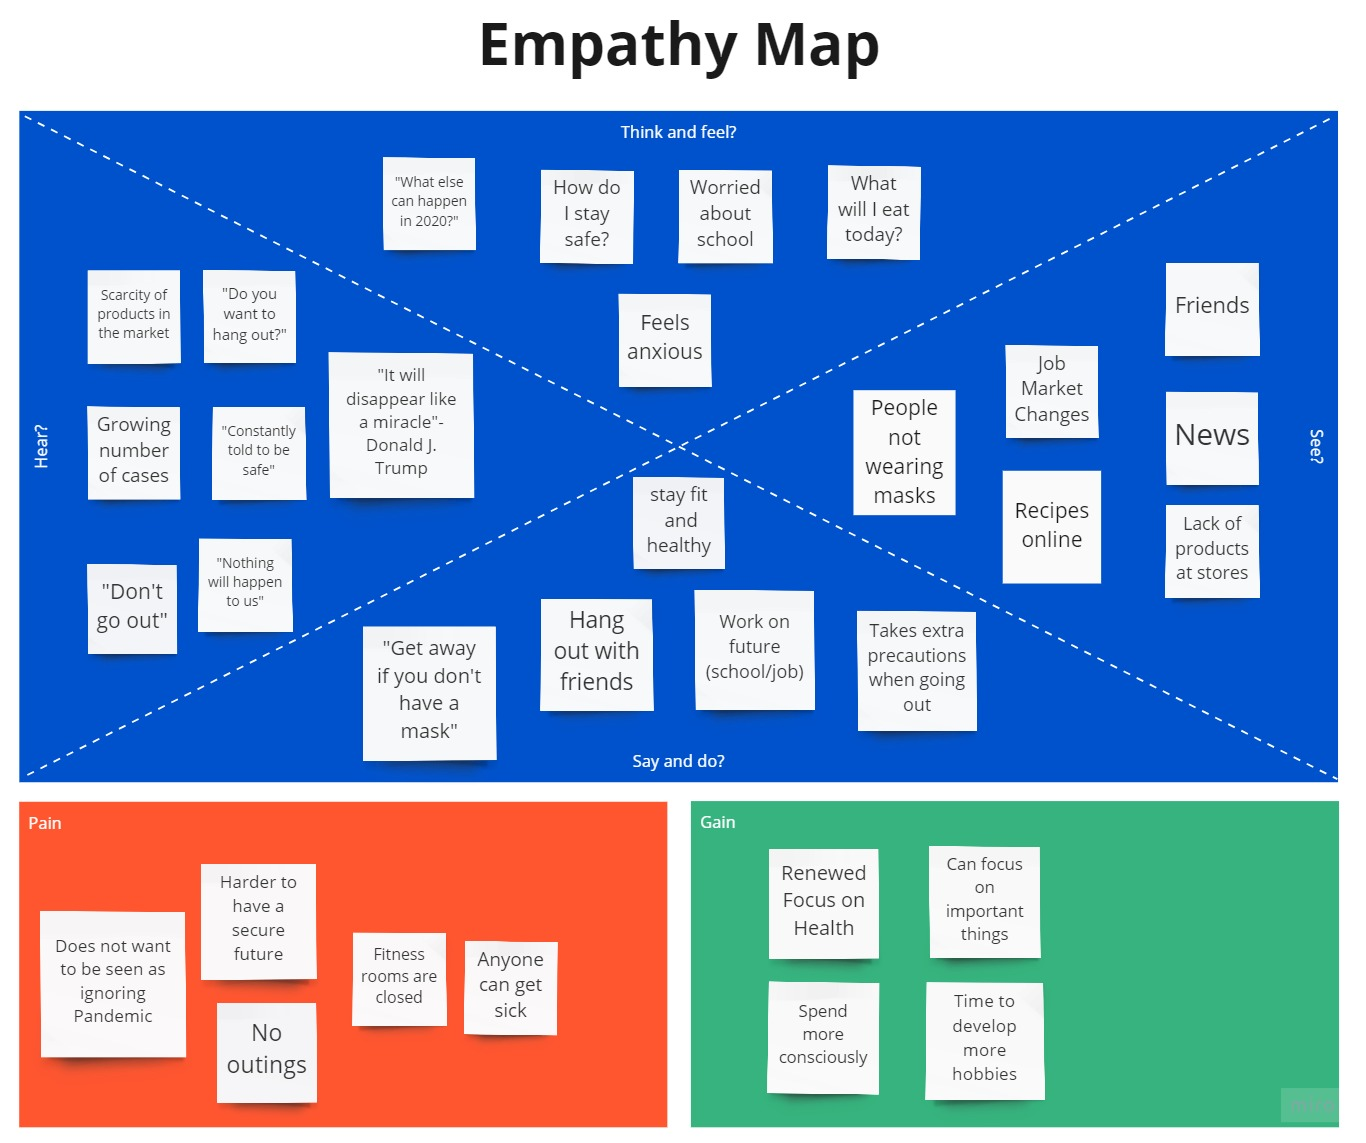 Empathy Map
Think and feel?
"What else
can happen
in 2020?"
How do
I stay
safe?
Worried
about
school
What
will I eat
today?
Feels
anxious
Hear?
Scarcity of
products in
the market
"Do you
want to
hang out?"
"It will
disappear like
a miracle"-
Donald J.
Trump
Growing
number
of cases
"Constantly
told to be
safe"
"Don't
go out"
"Nothing
will happen
to us"
See?
Friends
Job
Market
Changes
People
not
wearing
masks
News
Recipes
online
Lack of
products
at stores
stay fit
and
healthy
"Get away
if you don't
have a
mask"
Hang
out with
friends
Work on
future
(school/job)
Takes extra
precautions
when going
out
Say and do?
Pain
Does not want
to be seen as
ignoring
Pandemic
Harder to
have a
secure
future
No
outings
Fitness
rooms are
closed
Anyone
can get
sick
Gain
Renewed
Focus on
Health
Can focus
on
important
things
Spend
more
consciously
Time to
develop
more
hobbies
miro